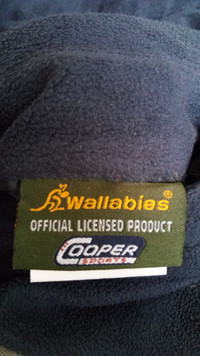 Wallabies®
OFFICIAL LICENSED PRODUCT
COOPER
SPORTS